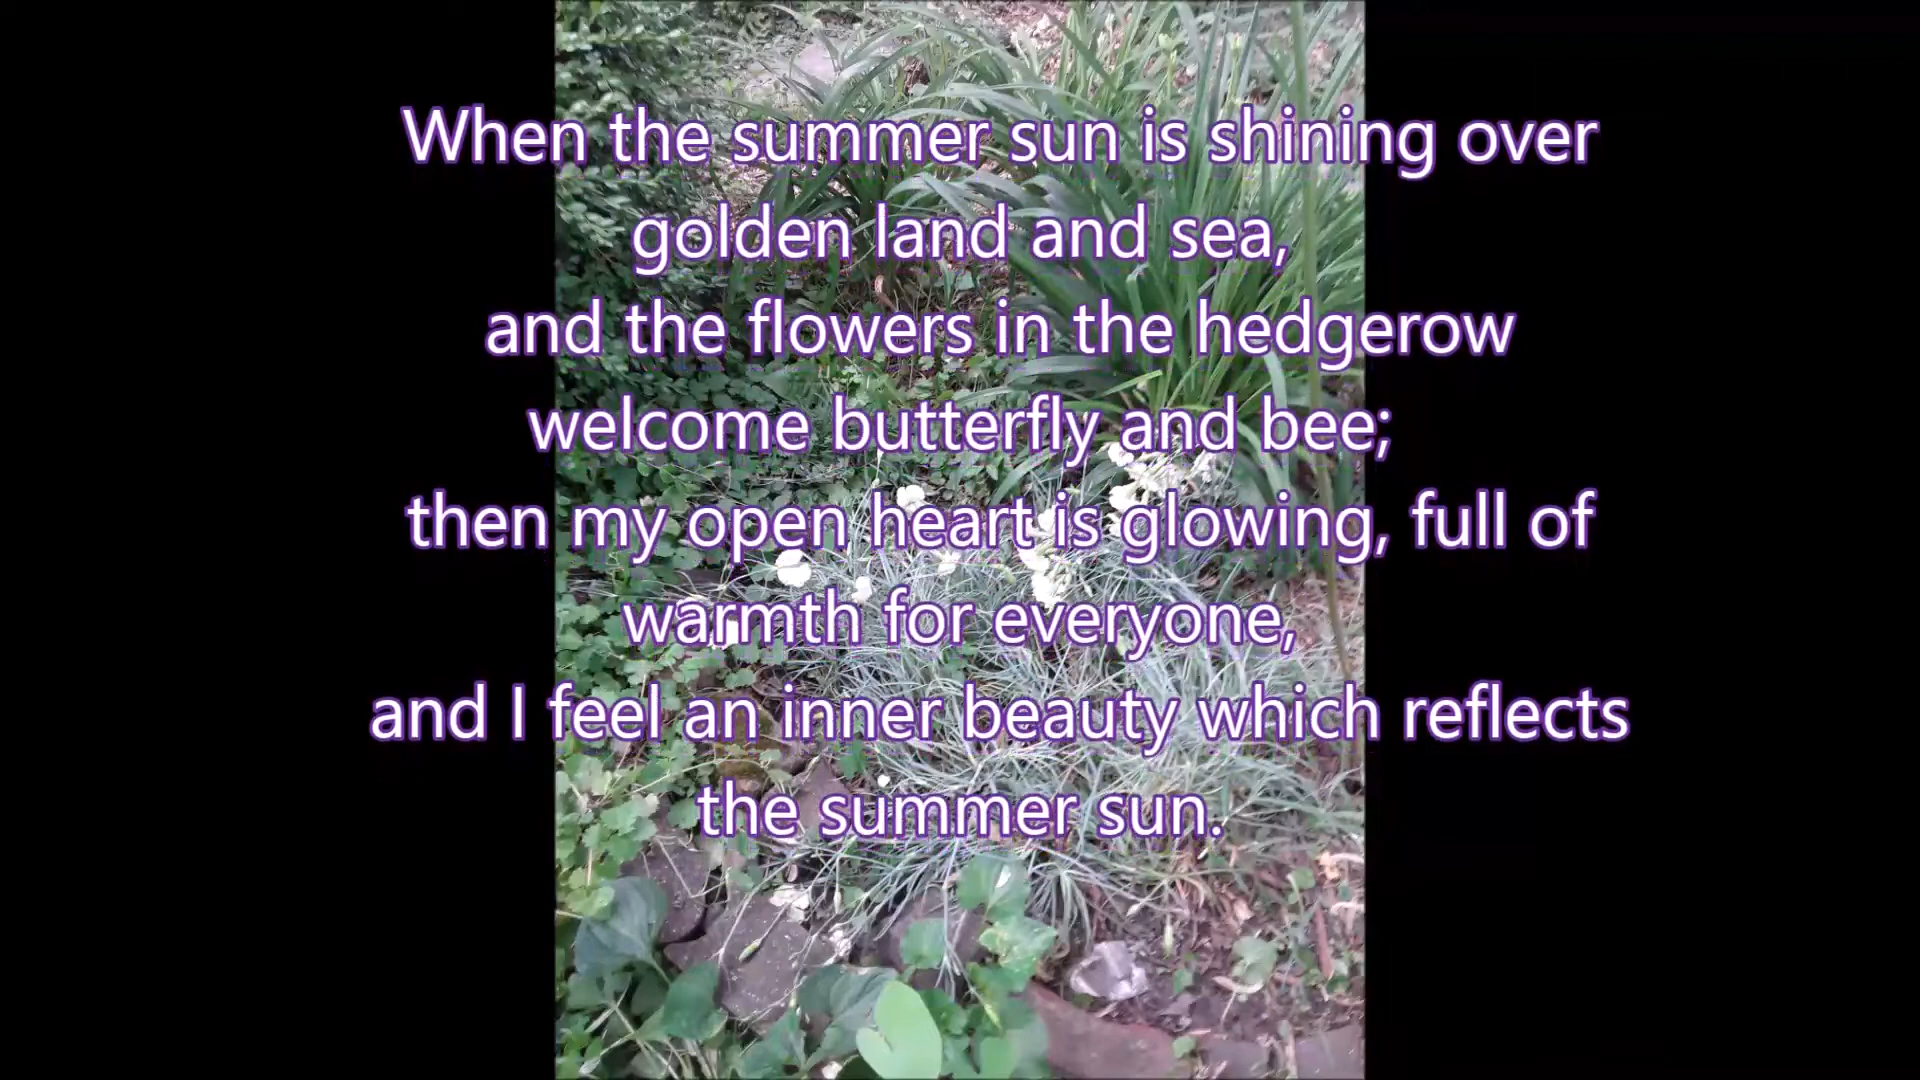 When the summer sun is shining over
golden land and sea,
and the flowers in the hedgerow
welcome butterfly and bee;
then my open heart is glowing, full of
warmth for everyone,
and I feel an inner beauty which reflects
the summer sun.